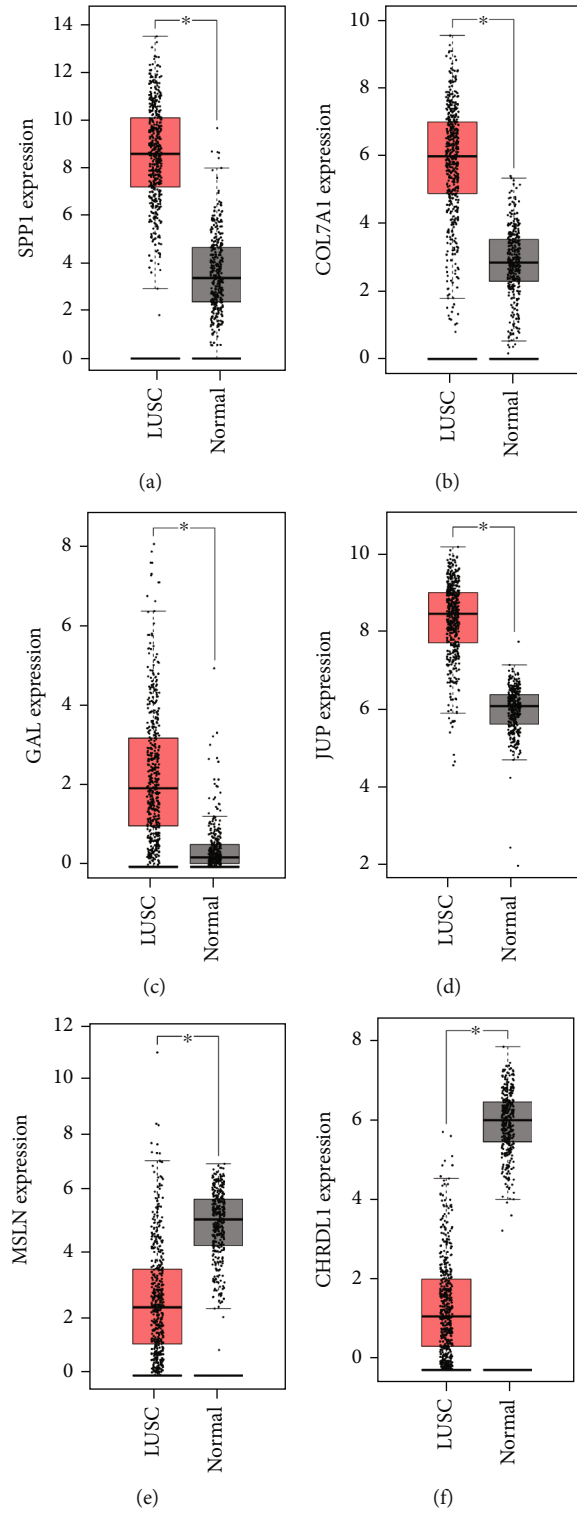 14
12
10
8
6
4
2
0
SPP1 expression
*
LUSC
Normal
(a)
10
8
6
4
2
0
COL7A1 expression
*
LUSC
Normal
(b)
8
6
4
2
0
GAL expression
*
LUSC
Normal
(c)
10
8
6
4
2
JUP expression
*
LUSC
Normal
(d)
12
10
8
6
4
2
0
MSLN expression
*
LUSC
Normal
(e)
8
6
4
2
0
CHRDL1 expression
*
LUSC
Normal
(f)